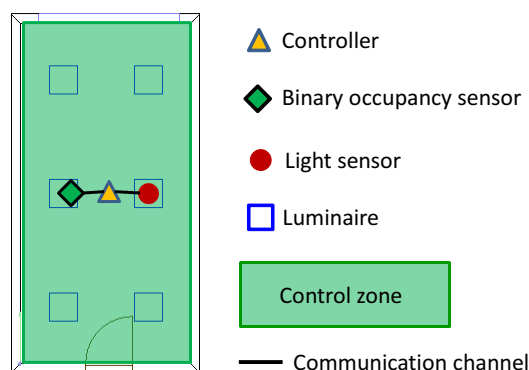 Controller
Binary occupancy sensor
Light sensor
Luminaire
Control zone
Communication channel